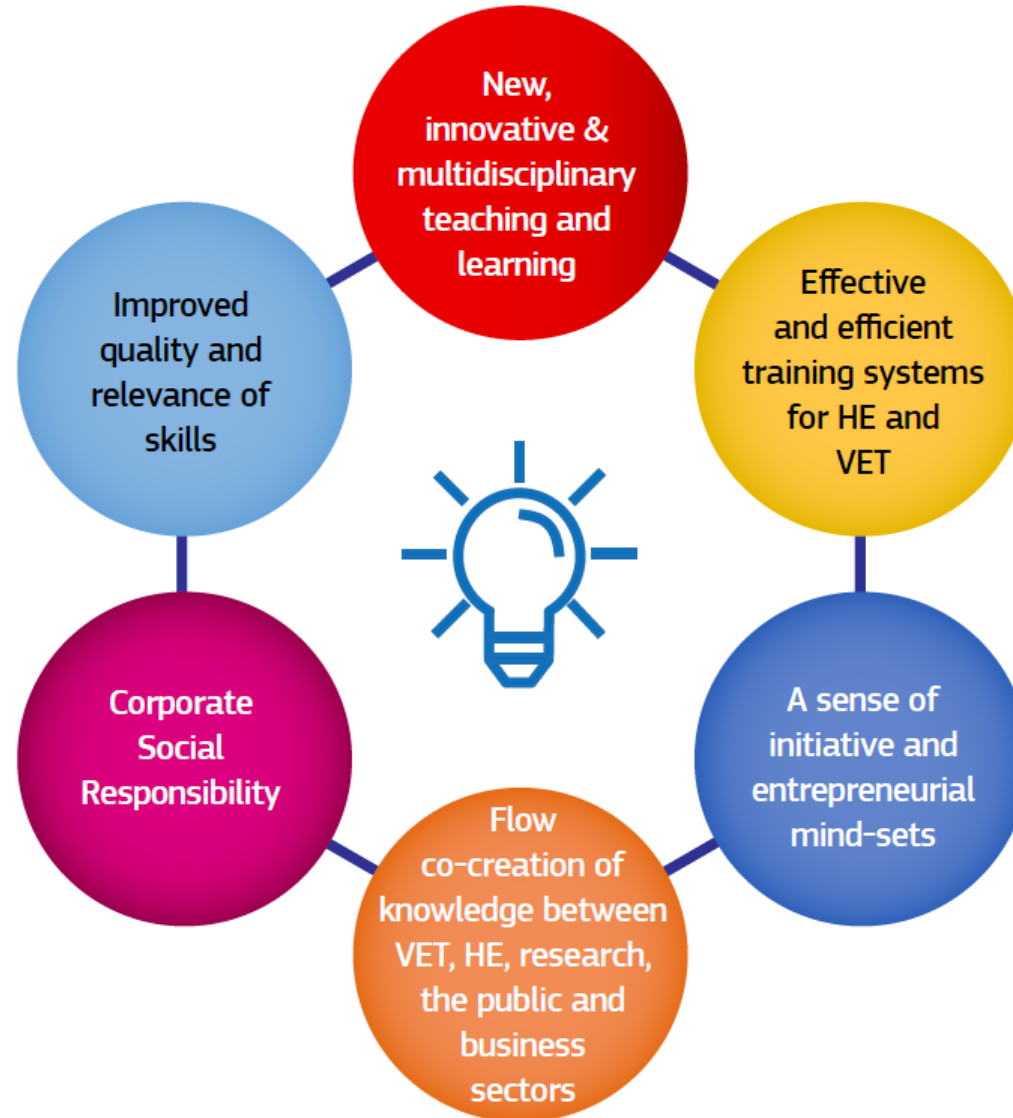 New,
innovative &
multidisciplinary
teaching and
learning
Effective
and efficient
training systems
for HE and
VET
A sense of
initiative and
entrepreneurial
mind-sets
Flow
co-creation of
knowledge between
VET, HE, research,
the public and
business
sectors
Corporate
Social
Responsibility
Improved
quality and
relevance of
skills